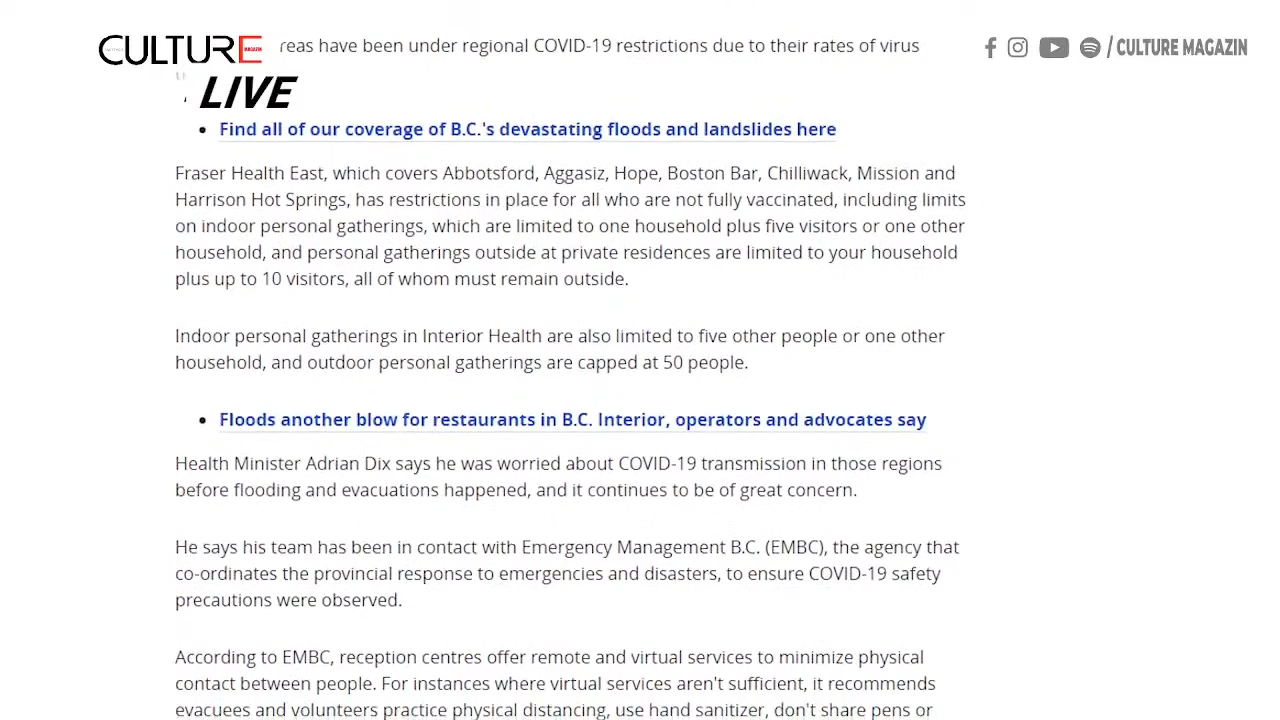 CULTURE
MAGAZIN
LIVE
/ CULTURE MAGAZIN
reas have been under regional COVID-19 restrictions due to their rates of virus
• Find all of our coverage of B.C.'s devastating floods and landslides here
Fraser Health East, which covers Abbotsford, Aggasiz, Hope, Boston Bar, Chilliwack, Mission and
Harrison Hot Springs, has restrictions in place for all who are not fully vaccinated, including limits
on indoor personal gatherings, which are limited to one household plus five visitors or one other
household, and personal gatherings outside at private residences are limited to your household
plus up to 10 visitors, all of whom must remain outside.
Indoor personal gatherings in Interior Health are also limited to five other people or one other
household, and outdoor personal gatherings are capped at 50 people.
• Floods another blow for restaurants in B.C. Interior, operators and advocates say
Health Minister Adrian Dix says he was worried about COVID-19 transmission in those regions
before flooding and evacuations happened, and it continues to be of great concern.
He says his team has been in contact with Emergency Management B.C. (EMBC), the agency that
co-ordinates the provincial response to emergencies and disasters, to ensure COVID-19 safety
precautions were observed.
According to EMBC, reception centres offer remote and virtual services to minimize physical
contact between people. For instances where virtual services aren't sufficient, it recommends
evacuees and volunteers practice physical distancing, use hand sanitizer, don't share pens or